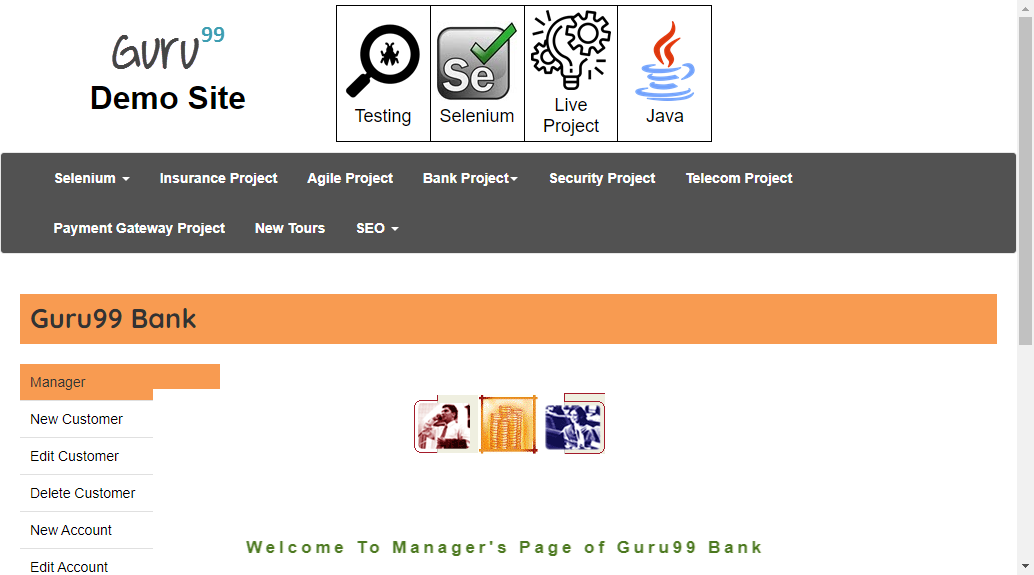 Guru99
Demo Site
Testing
Se
Selenium
Live
Project
Java
Selenium
Insurance Project
Agile Project
Bank Project
Security Project
Telecom Project
Payment Gateway Project
New Tours
SEO
Guru99 Bank
Manager
New Customer
Edit Customer
Delete Customer
New Account
Edit Account
Welcome To Manager's Page of Guru99 Bank